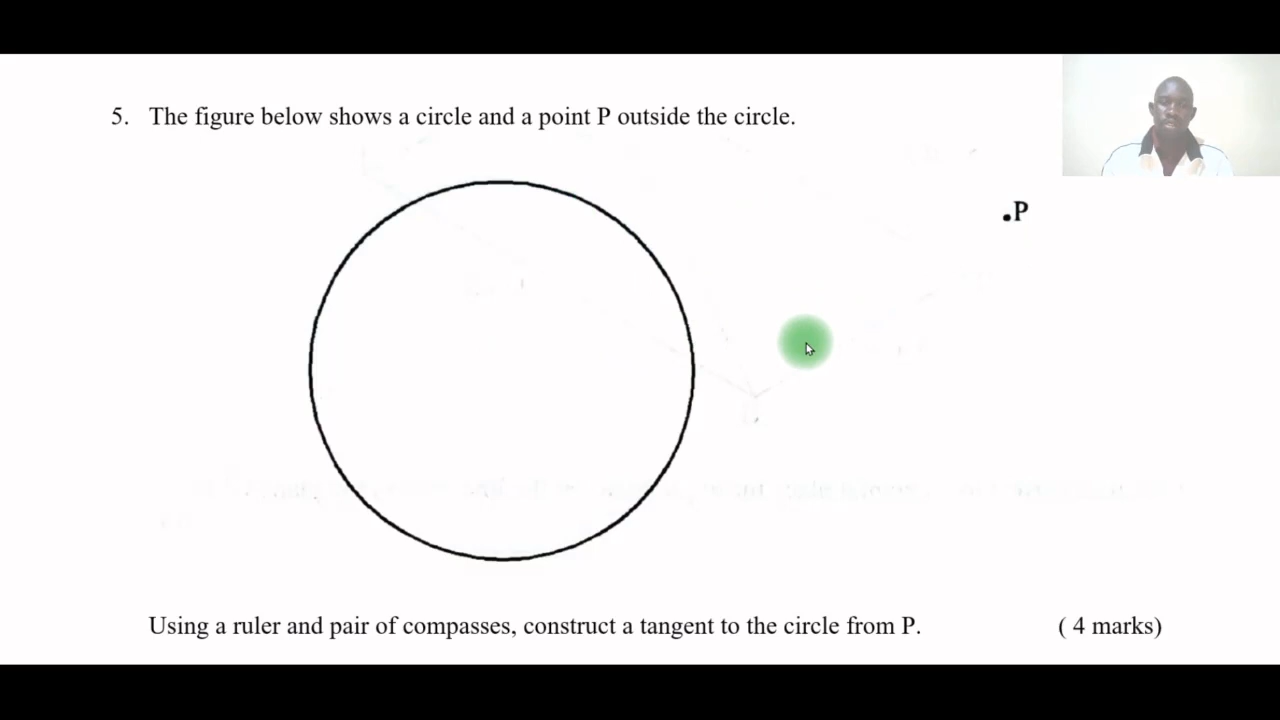 5. The figure below shows a circle and a point P outside the circle.
.P
Using a ruler and pair of compasses, construct a tangent to the circle from P. ( 4 marks)